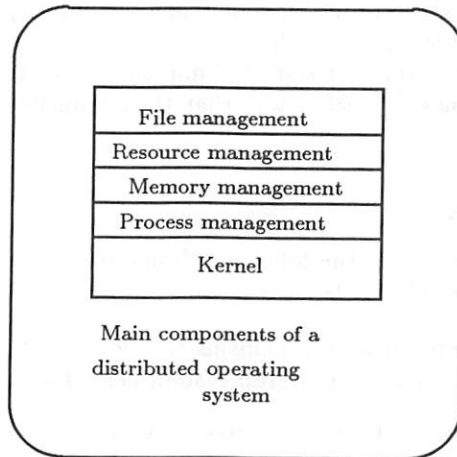 File management
Resource management
Memory management
Process management
Kernel
Main components of a
distributed operating
system